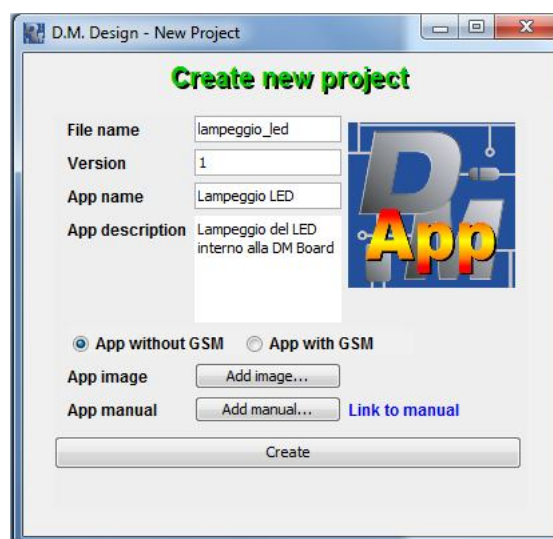 D.M. Design - New Project
Create new project
File name lampeggio_led
Version 1
App name Lampeggio LED
App description Lampeggio del LED
interno alla DM Board
DM
App
App without GSM App with GSM
App image Add image...
App manual Add manual... Link to manual
Create